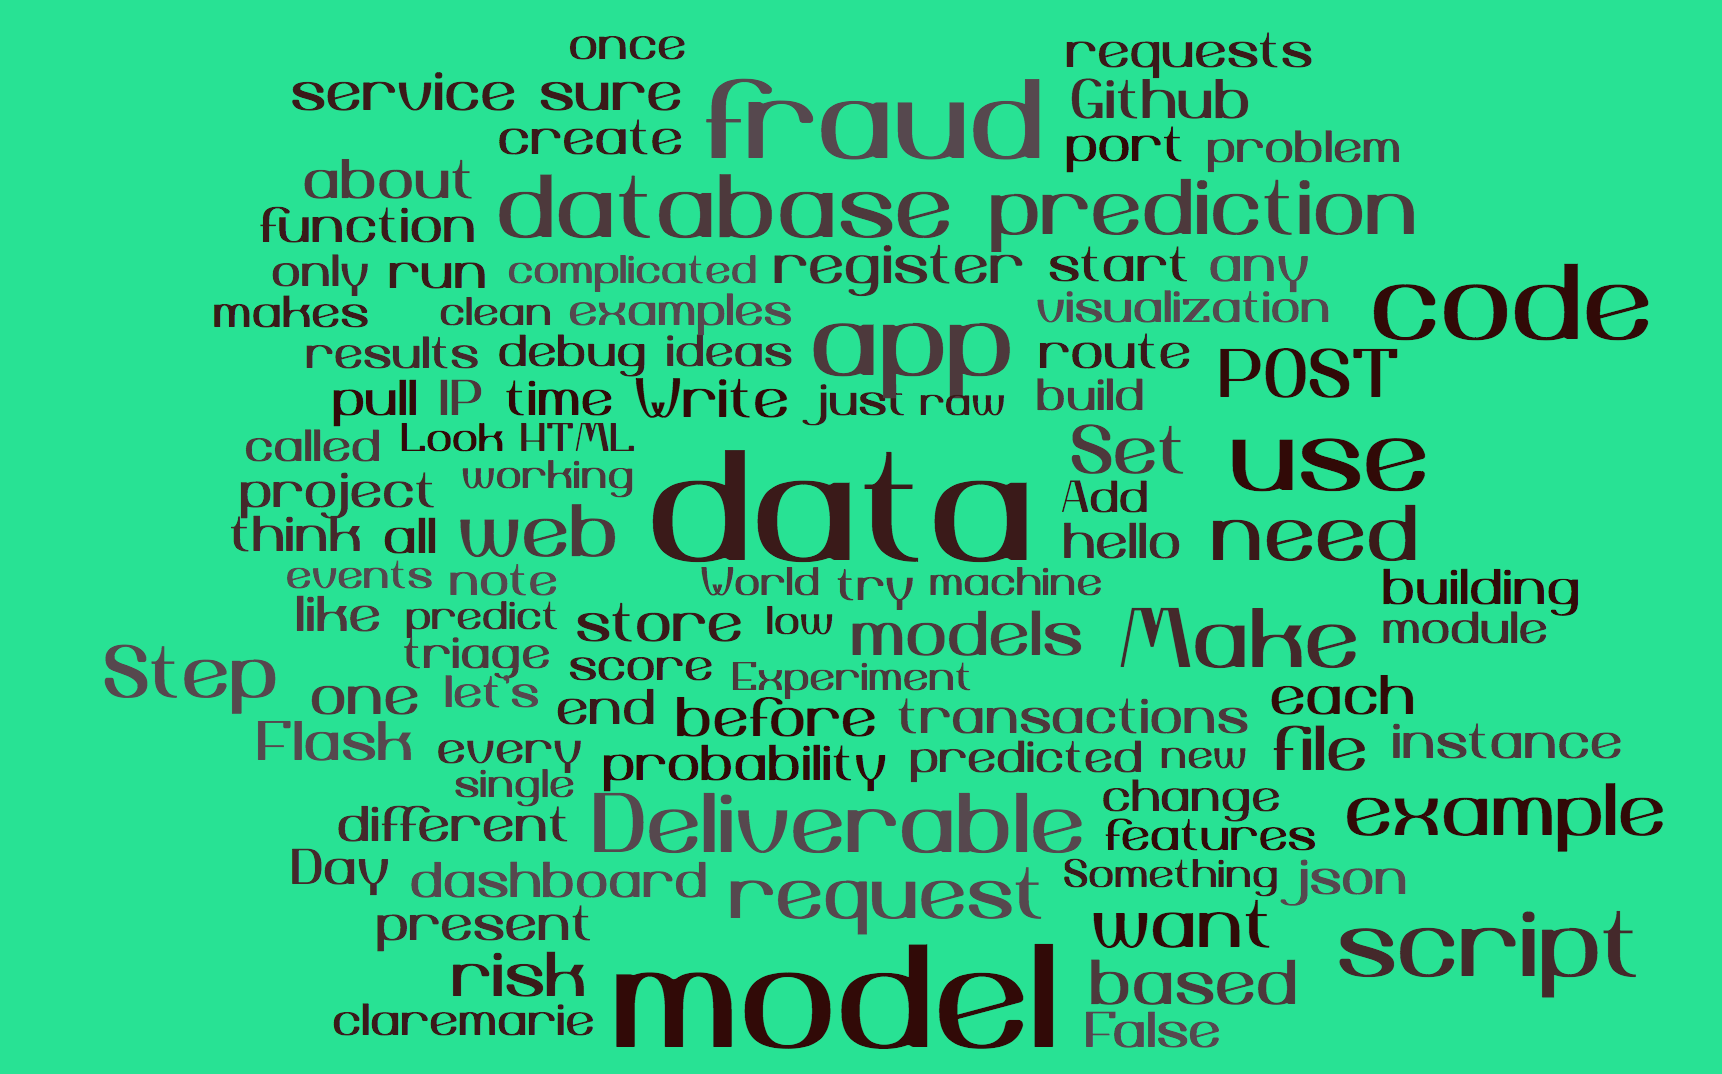 once requests
service sure fraud Github
create port problem
about database prediction
function
only run complicated register start any code
makes clean examples app visualization
results debug ideas route POST
pull IP time Write just raw build
called Look HTML data Set use
project working Add
think all web hello need
events note World try machine building
like predict store low models Make module
Step triage score Experiment
one let's end before transactions each
Flask every probability predicted new file instance
single Deliverable change example
different features
Day dashboard request Something json
present want script
risk model based
claremarie False